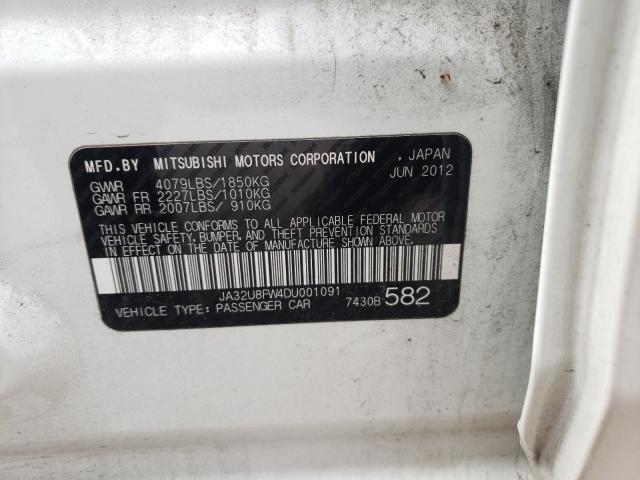 MFD.BY MITSUBISHI MOTORS CORPORATION , JAPAN
GVWR 4079LBS/1850KG JUN 2012
GAWR FR 2227LBS/1010KG
GAWR RR 2007LBS/ 910KG
THIS VEHICLE CONFORMS TO ALL APPLICABLE FEDERAL MOTOR
VEHICLE SAFETY, BUMPER, AND THEFT PREVENTION STANDARDS
IN EFFECT ON THE DATE OF MANUFACTURE SHOWN ABOVE.
JA32U8FW4DU001091
VEHICLE TYPE: PASSENGER CAR 7430B 582